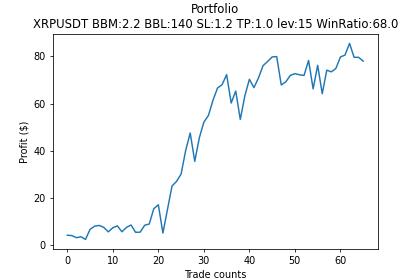 Portfolio
XRPUSDT BBM:2.2 BBL:140 SL:1.2 TP:1.0 lev:15 WinRatio:68.0
80
60
40
20
0
Profit ($)
0 10 20 30 40 50 60
Trade counts